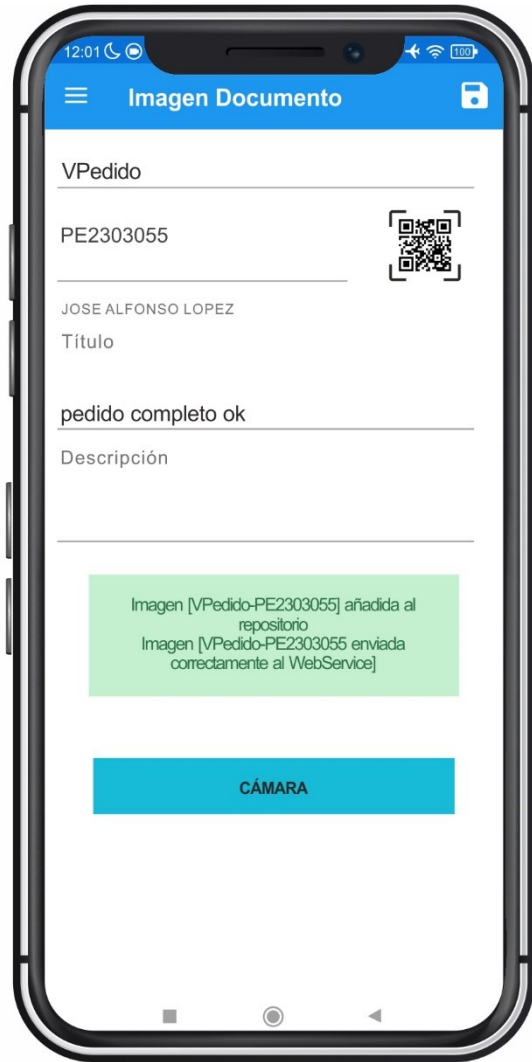 12:01
100
Imagen Documento
VPedido
PE2303055
JOSE ALFONSO LOPEZ
Título
pedido completo ok
Descripción
Imagen [VPedido-PE2303055] añadida al
repositorio
Imagen [VPedido-PE2303055 enviada
correctamente al WebService]
CÁMARA